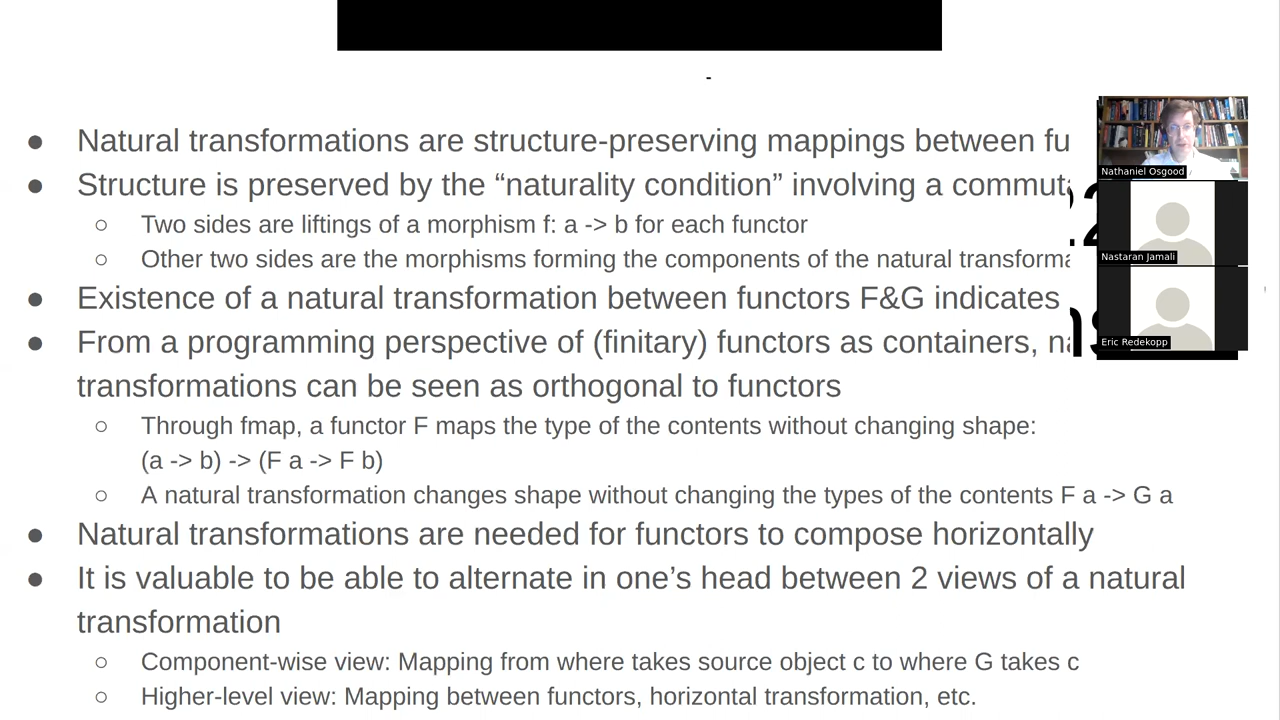 Natural transformations are structure-preserving mappings between fu
Structure is preserved by the “naturality condition” involving a commuta
Two sides are liftings of a morphism f: a -> b for each functor
Other two sides are the morphisms forming the components of the natural transforma
Existence of a natural transformation between functors F&G indicates
From a programming perspective of (finitary) functors as containers, na
transformations can be seen as orthogonal to functors
Through fmap, a functor F maps the type of the contents without changing shape:
(a -> b) -> (F a -> F b)
A natural transformation changes shape without changing the types of the contents F a -> G a
Natural transformations are needed for functors to compose horizontally
It is valuable to be able to alternate in one’s head between 2 views of a natural
transformation
Component-wise view: Mapping from where takes source object c to where G takes c
Higher-level view: Mapping between functors, horizontal transformation, etc.
Nathaniel Osgood
Nastaran Jamali
Eric Redekopp